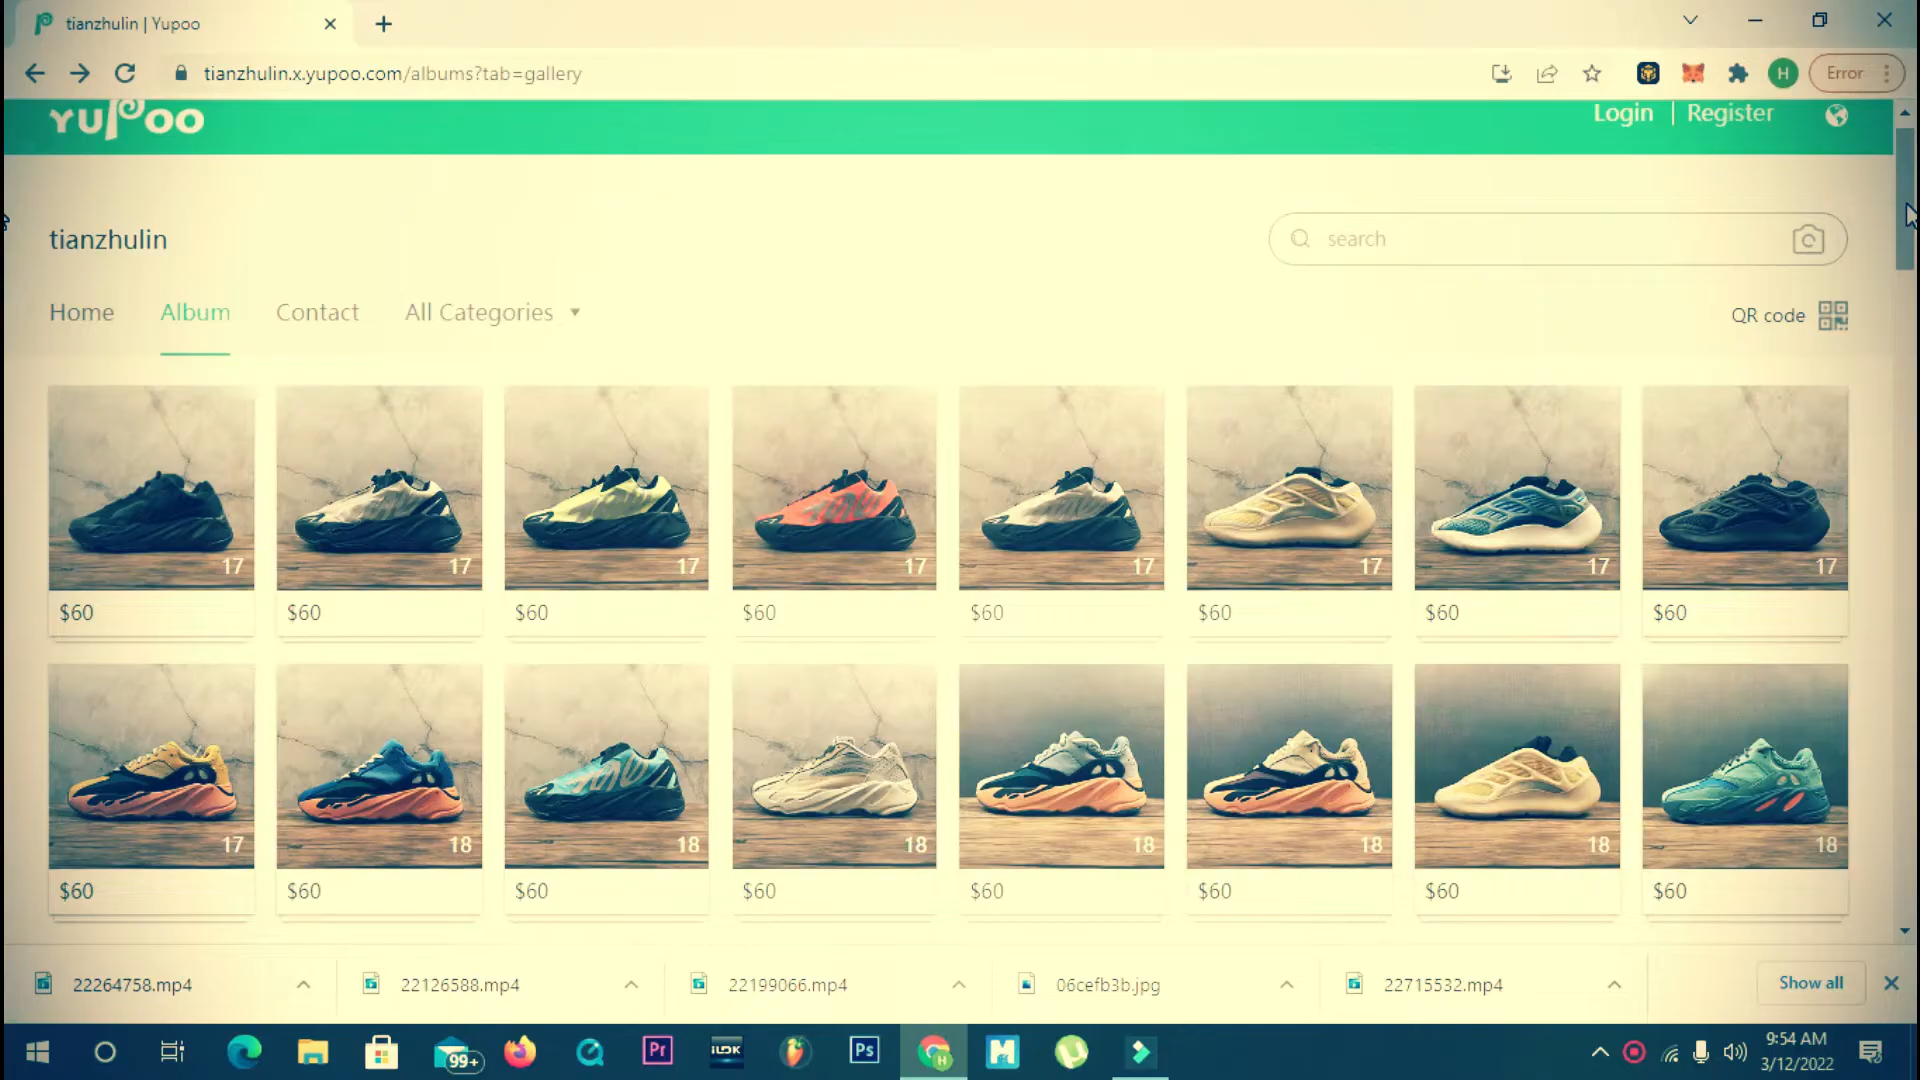 tianzhulin | Yupoo
tianzhulin.x.yupoo.com/albums?tab=gallery
H
Error
YUPOO
Login | Register
tianzhulin
search
Home
Album
Contact
All Categories
QR code
17
17
17
17
17
17
17
17
$60
$60
$60
$60
$60
$60
$60
$60
17
18
18
18
18
18
18
18
$60
$60
$60
$60
$60
$60
$60
$60
22264758.mp4
22126588.mp4
22199066.mp4
06cefb3b.jpg
22715532.mp4
Show all
99+
Pr
iLOK
Ps
H
9:54 AM
3/12/2022